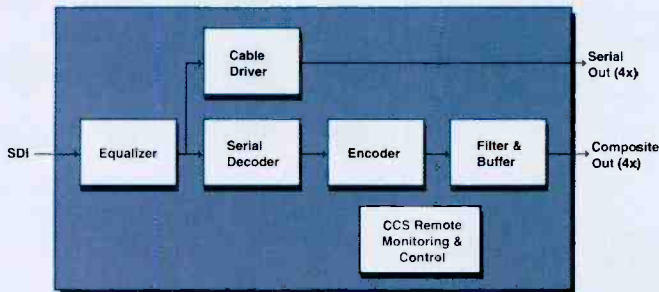 Cable
Driver
Serial
Out (4x)
SDI
Equalizer
Serial
Decoder
Encoder
Filter &
Buffer
Composite
Out (4x)
CCS Remote
Monitoring &
Control